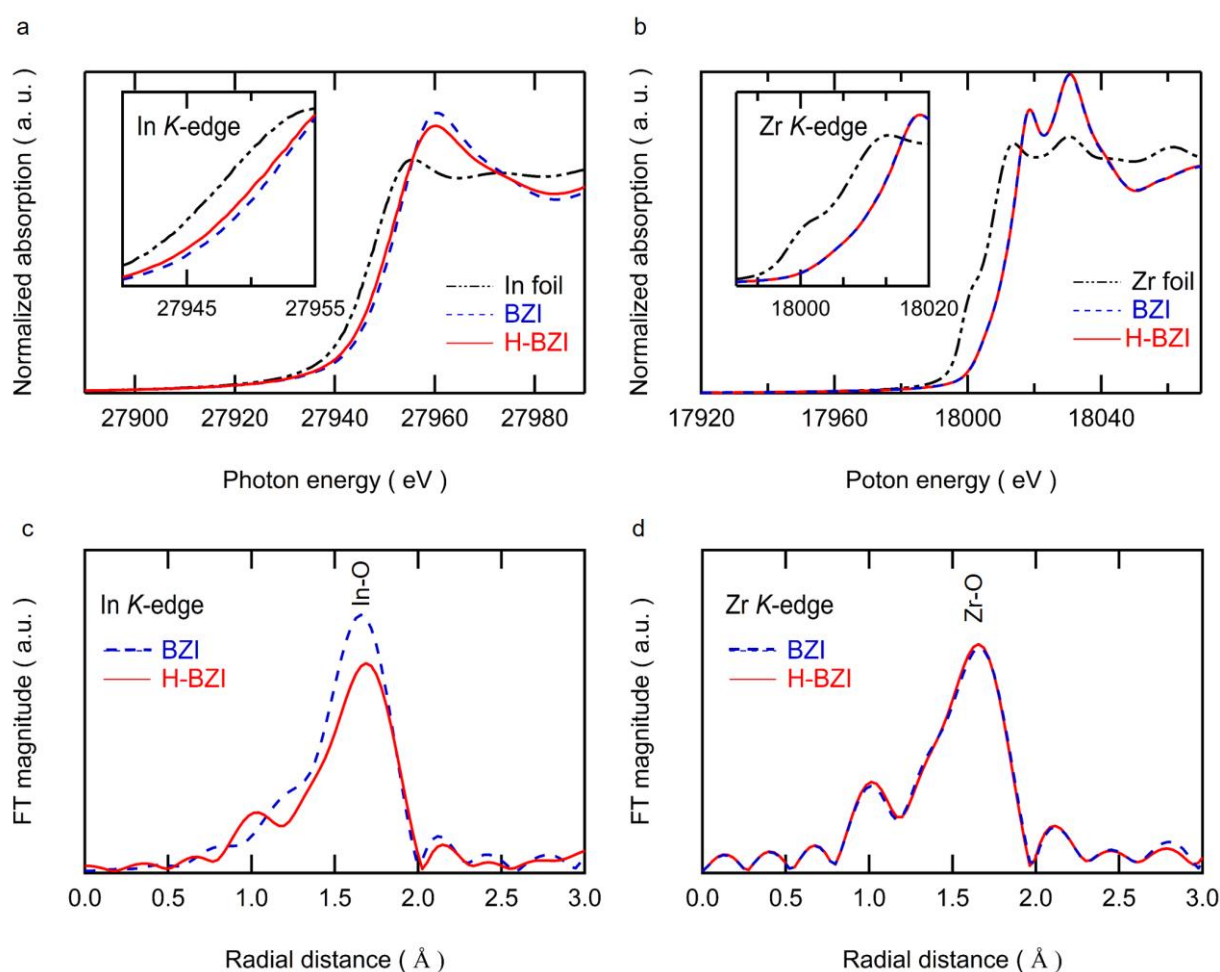 a
Normalized absorption ( a. u. )
In K-edge
27945
27955
In foil
BZI
H-BZI
27900
27920
27940
27960
27980
Photon energy ( eV )
b
Normalized absorption ( a. u. )
Zr K-edge
18000
18020
Zr foil
BZI
H-BZI
17920
17960
18000
18040
Poton energy ( eV )
c
FT magnitude ( a.u. )
In K-edge
BZI
H-BZI
In-O
0.0
0.5
1.0
1.5
2.0
2.5
3.0
Radial distance ( Å )
d
FT magnitude ( a.u. )
Zr K-edge
BZI
H-BZI
Zr-O
0.0
0.5
1.0
1.5
2.0
2.5
3.0
Radial distance ( Å )